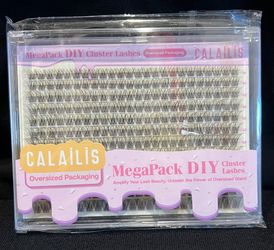 MegaPack DIY Cluster Lashes
Oversized Packaging
CALAILIS
CALAILIS
Oversized Packaging
MegaPack DIY Cluster
Lashes
Amplify Your Lash Beauty, Unleash the Power of Oversized Glam!